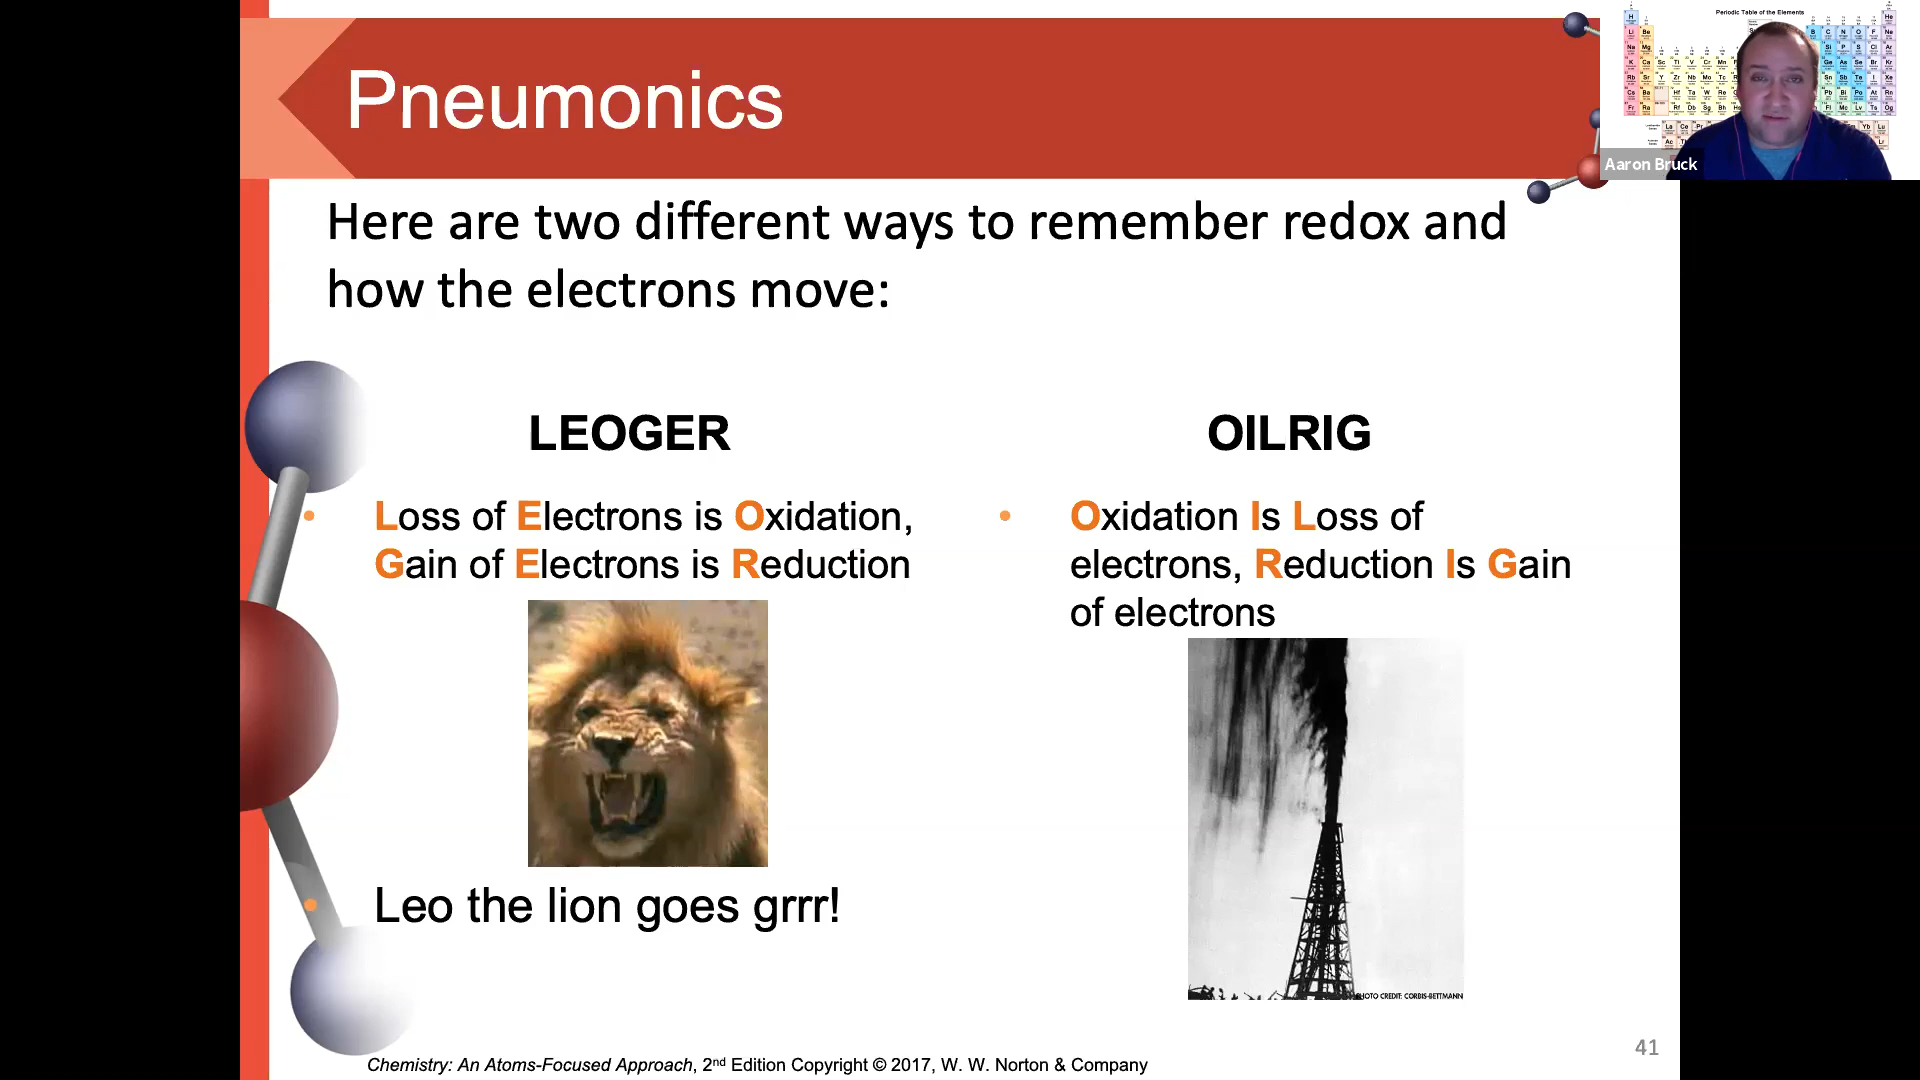 Pneumonics
Periodic Table of the Elements
Aaron Bruck
Here are two different ways to remember redox and
how the electrons move:
LEOGER
Loss of Electrons is Oxidation,
Gain of Electrons is Reduction
Leo the lion goes grrr!
OILRIG
Oxidation Is Loss of
electrons, Reduction Is Gain
of electrons
PHOTO CREDIT: CORBIS-BETTMANN
41
Chemistry: An Atoms-Focused Approach, 2nd Edition Copyright © 2017, W. W. Norton & Company